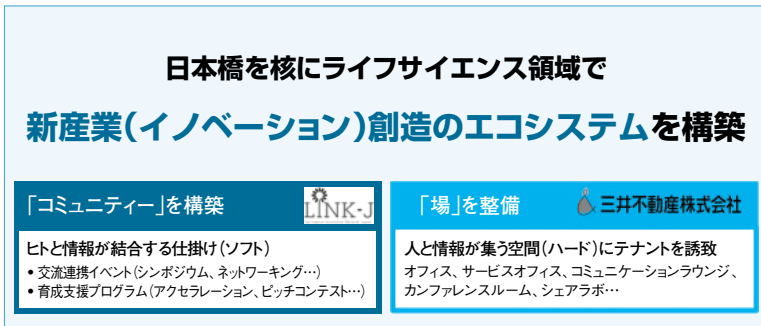 日本橋を核にライフサイエンス領域で
新産業(イノベーション)創造のエコシステムを構築
「コミュニティー」を構築
LINK-J
ヒトと情報が結合する仕掛け(ソフト)
• 交流連携イベント(シンポジウム、ネットワーキング…)
• 育成支援プログラム(アクセラレーション、ピッチコンテスト…)
「場」を整備
三井不動産株式会社
人と情報が集う空間(ハード)にテナントを誘致
オフィス、サービスオフィス、コミュニケーションラウンジ、
カンファレンスルーム、シェアラボ…